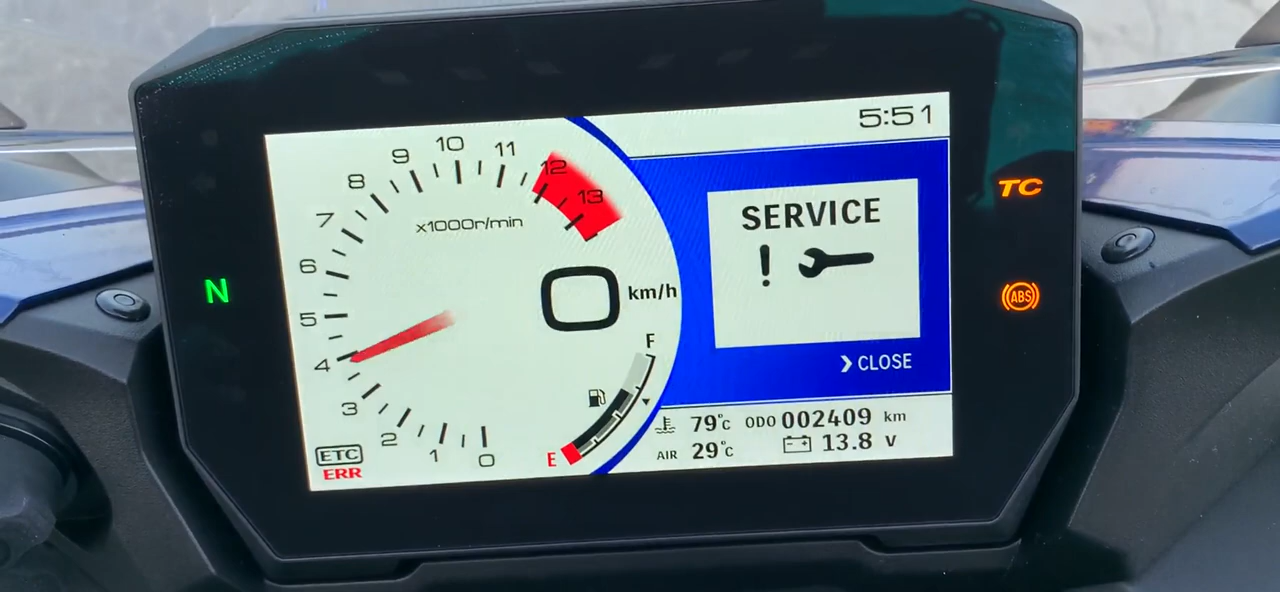 5:51
10
9
11
8
12
7
13
x1000r/min
6
5
4
3
2
1
0
0 km/h
F
E
ETC
ERR
SERVICE
!
❯ CLOSE
79°C ODO 002409 km
AIR 29°C 13.8 V
N
TC
ABS